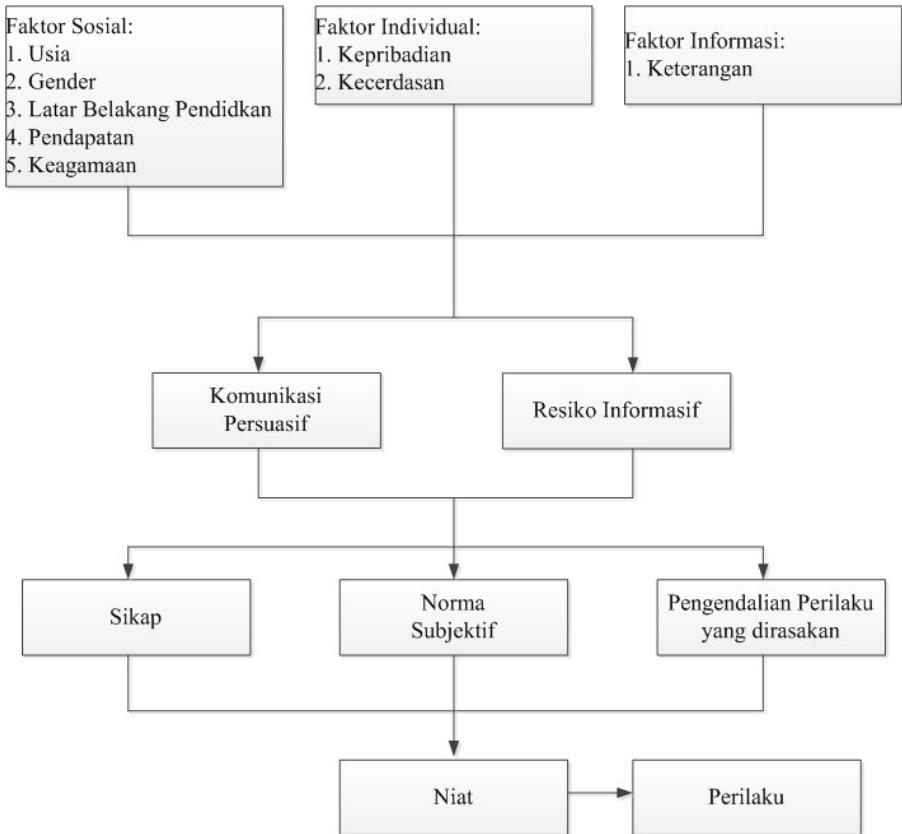 Faktor Sosial:
1. Usia
2. Gender
3. Latar Belakang Pendidkan
4. Pendapatan
5. Keagamaan
Faktor Individual:
1. Kepribadian
2. Kecerdasan
Faktor Informasi:
1. Keterangan
Komunikasi
Persuasif
Resiko Informasif
Sikap
Norma
Subjektif
Pengendalian Perilaku
yang dirasakan
Niat
Perilaku